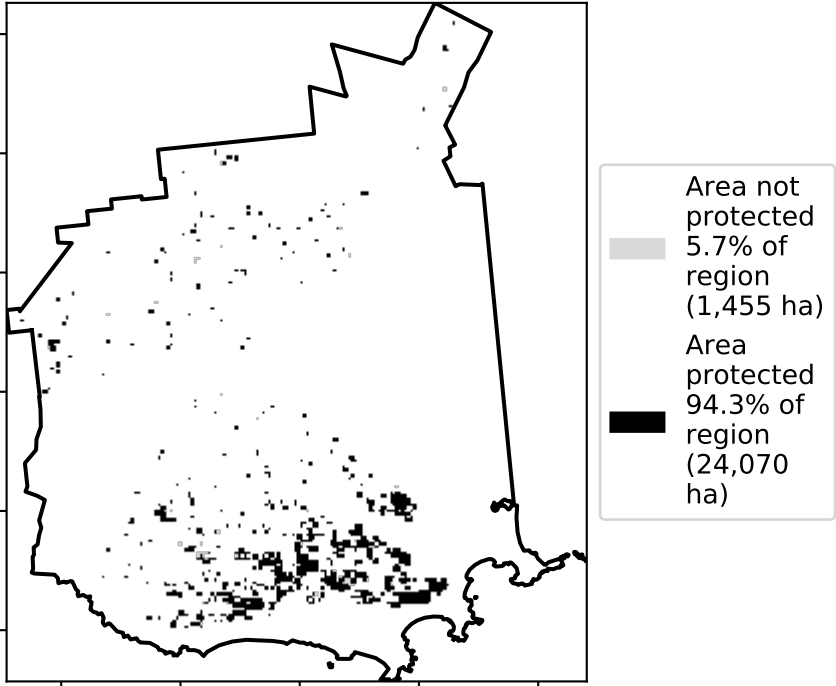 Area not
protected
5.7% of
region
(1,455 ha)
Area
protected
94.3% of
region
(24,070
ha)